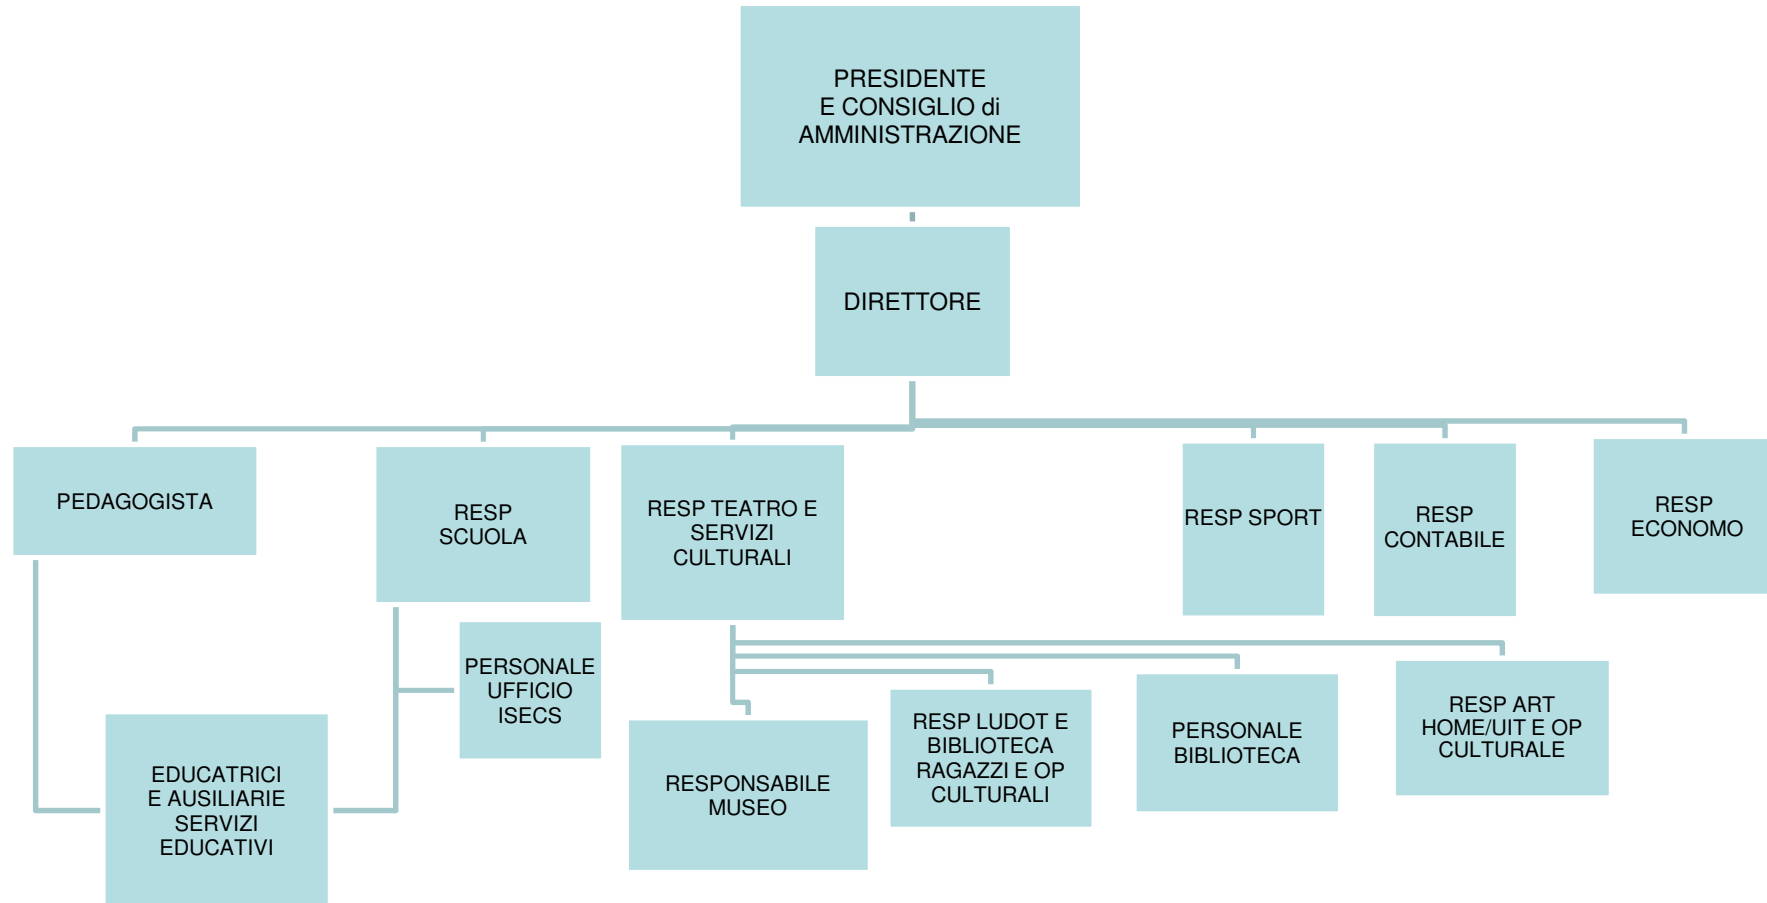 PRESIDENTE
E CONSIGLIO di
AMMINISTRAZIONE
DIRETTORE
PEDAGOGISTA
RESP
SCUOLA
RESP TEATRO E
SERVIZI
CULTURALI
RESP SPORT
RESP
CONTABILE
RESP
ECONOMO
PERSONALE
UFFICIO
ISECS
EDUCATRICI
E AUSILIARIE
SERVIZI
EDUCATIVI
RESPONSABILE
MUSEO
RESP LUDOT E
BIBLIOTECA
RAGAZZI E OP
CULTURALI
PERSONALE
BIBLIOTECA
RESP ART
HOME/UIT E OP
CULTURALE